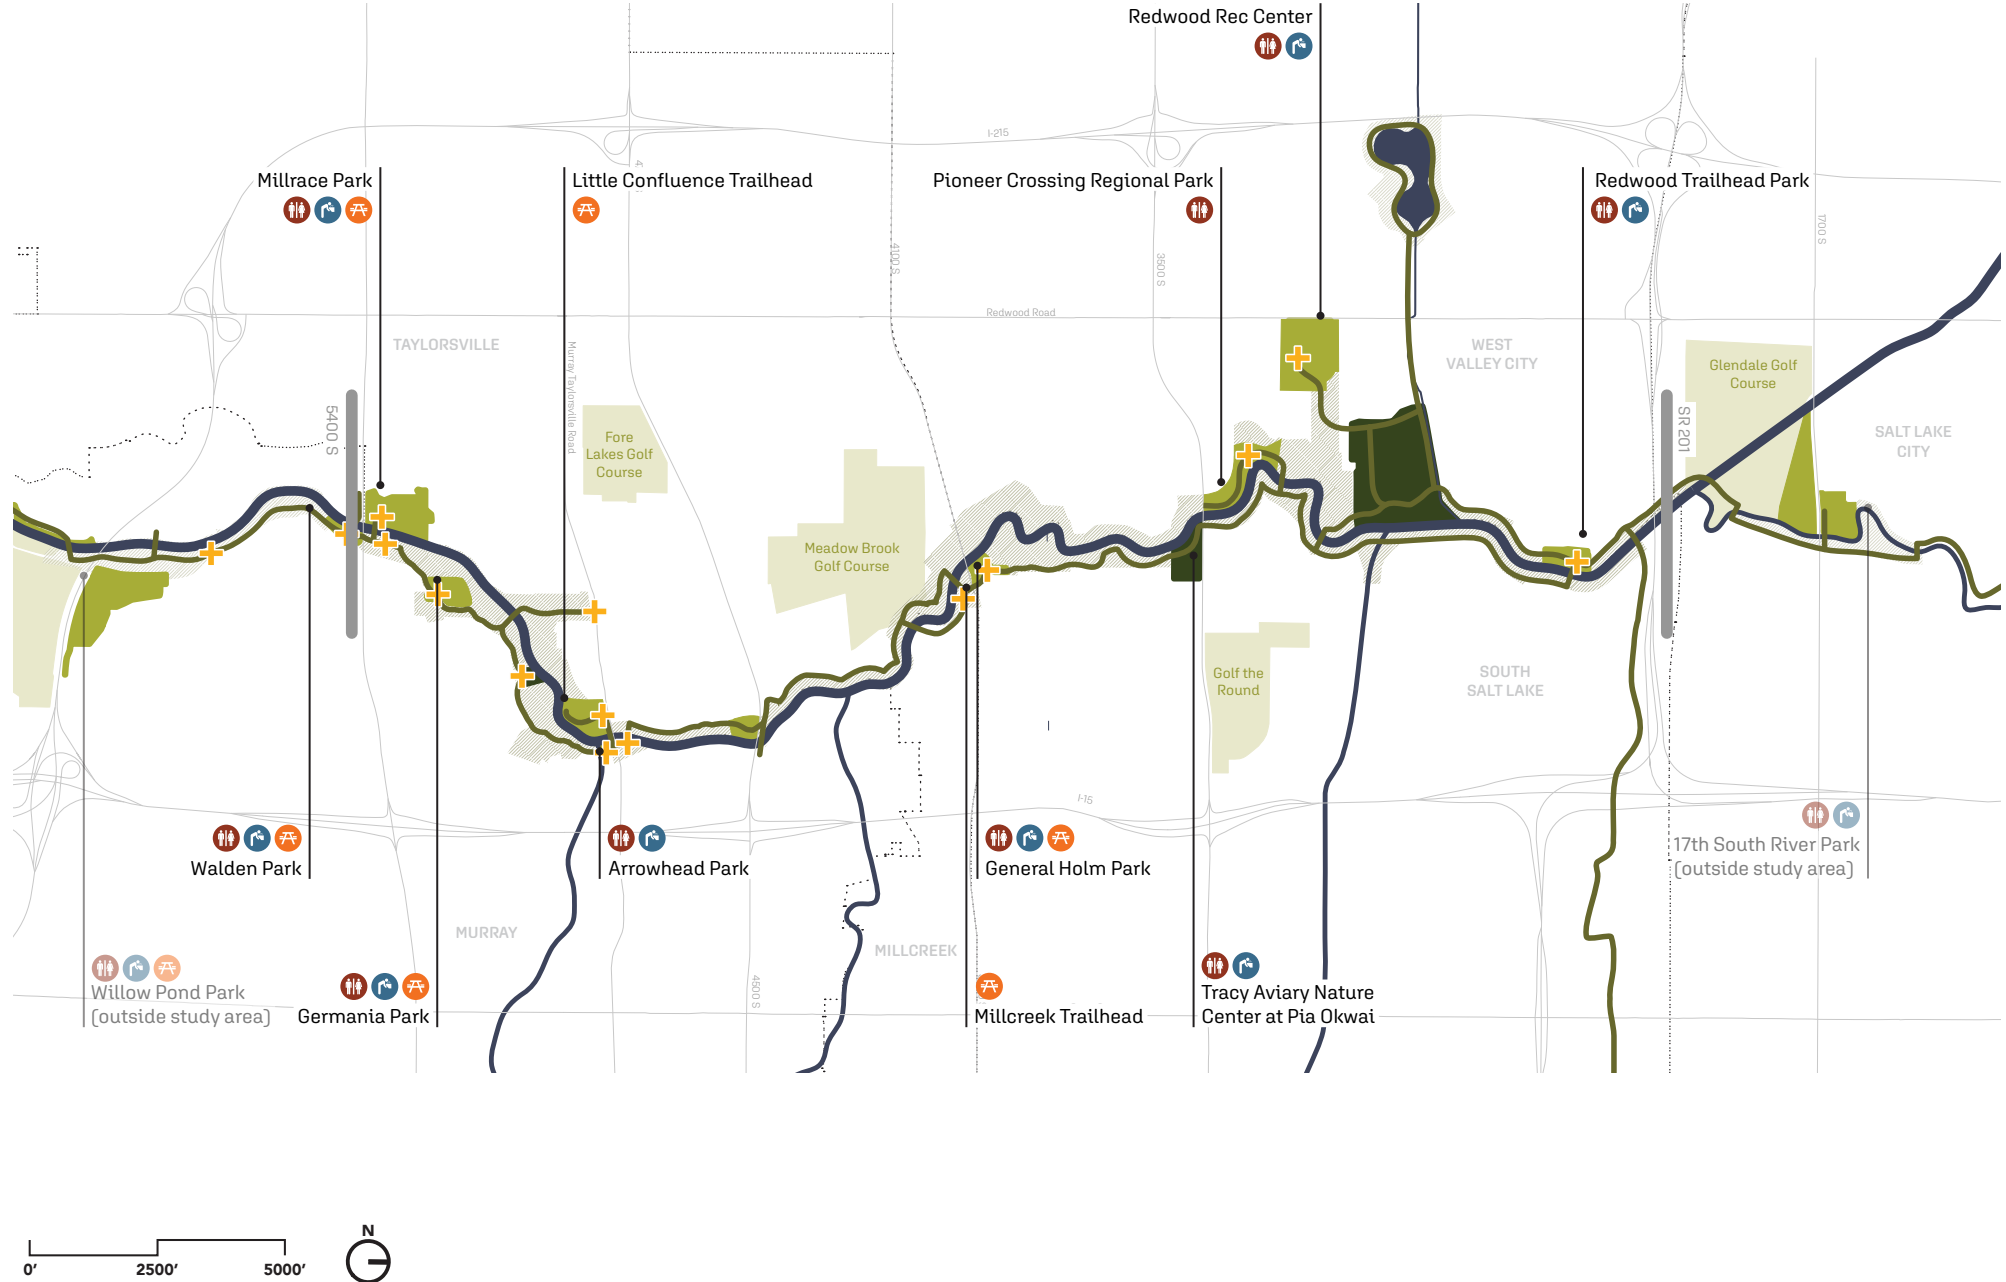 Redwood Rec Center
I-215
Millrace Park
Little Confluence Trailhead
Pioneer Crossing Regional Park
Redwood Trailhead Park
1700 S
4100 S
3500 S
Redwood Road
TAYLORSVILLE
Murray Taylorsville Road
WEST
VALLEY CITY
Glendale Golf
Course
5400 S
SR 201
SALT LAKE
CITY
Fore
Lakes Golf
Course
Meadow Brook
Golf Course
Golf the
Round
SOUTH
SALT LAKE
I-15
17th South River Park
(outside study area)
Walden Park
Arrowhead Park
General Holm Park
MURRAY
MILLCREEK
4500 S
Willow Pond Park
(outside study area)
Germania Park
Millcreek Trailhead
Tracy Aviary Nature
Center at Pia Okwai
N
0' 2500' 5000'